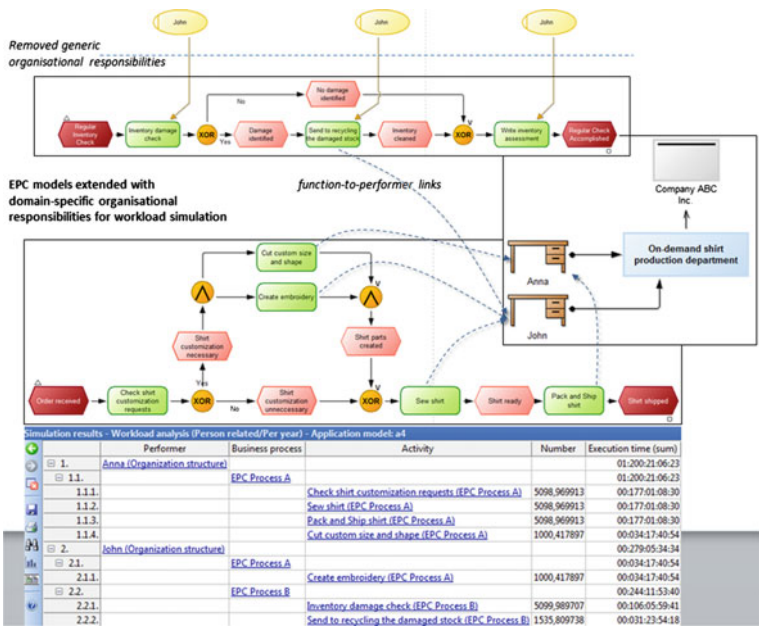 John
John
John
Removed generic
organisational responsibilities
No damage
identified
No
Regular
Inventory
Check
Inventory damage
check
XOR
Yes
Damage
identified
Send to recycling
the damaged stock
Inventory
cleaned
XOR
V
Write inventory
assessment
Regular Check
Accomplished
EPC models extended with
domain-specific organisational
responsibilities for workload simulation
function-to-performer links
Company ABC
Inc.
On-demand shirt
production department
Anna
John
Cut custom size
and shape
Create embroidery
V
Shirt
customization
necessary
Shirt parts
created
Yes
V
Order received
Check shirt
customization
requests
XOR
No
Shirt
customization
unneccessary
XOR
Sew shirt
Shirt ready
Pack and Ship
shirt
Shirt shipped
Simulation results - Workload analysis (Person related/Per year) - Application model: a4
Performer Business process Activity Number Execution time (sum)
1. Anna (Organization structure) 01:200:21:06:23
1.1. EPC Process A 01:200:21:06:23
1.1.1. Check shirt customization requests (EPC Process A) 5098,969913 00:177:01:08:30
1.1.2. Sew shirt (EPC Process A) 5098,969913 00:177:01:08:30
1.1.3. Pack and Ship shirt (EPC Process A) 5098,969913 00:177:01:08:30
1.1.4. Cut custom size and shape (EPC Process A) 1000,417897 00:034:17:40:54
2. John (Organization structure) 00:279:05:34:34
2.1. EPC Process A 00:034:17:40:54
2.1.1. Create embroidery (EPC Process A) 1000,417897 00:034:17:40:54
2.2. EPC Process B 00:244:11:53:40
2.2.1. Inventory damage check (EPC Process B) 5099,989707 00:106:05:59:41
2.2.2. Send to recycling the damaged stock (EPC Process B) 1535,809738 00:031:23:54:18